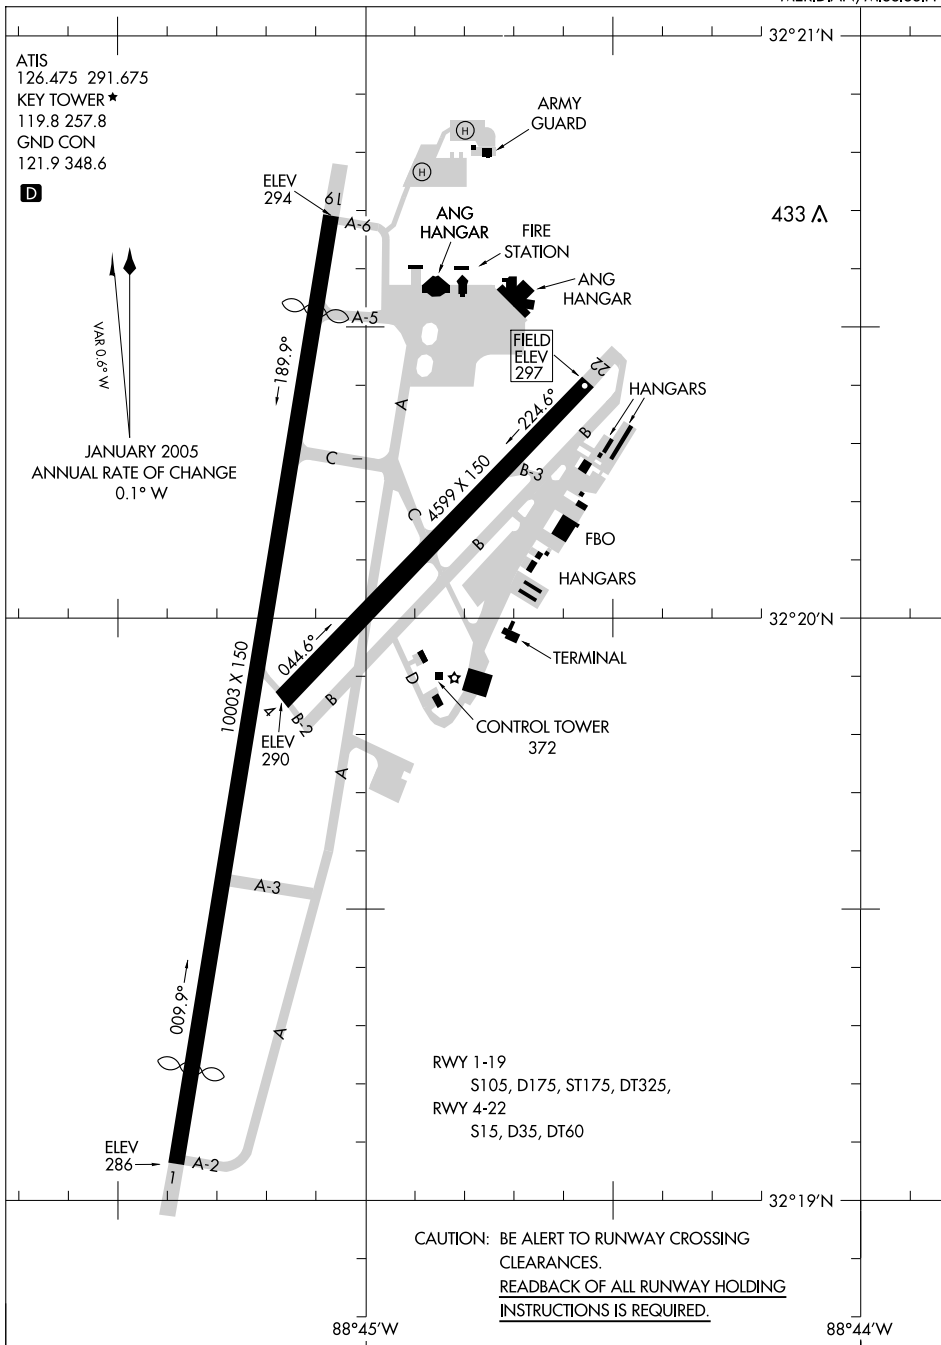 32°21'N
ATIS
126.475 291.675
KEY TOWER★
119.8 257.8
GND CON
121.9 348.6
D
ARMY
GUARD
H
H
ELEV
294
19
A-6
433
ANG
HANGAR
FIRE
STATION
ANG
HANGAR
A-5
VAR 0.6° W
189.9°
FIELD
ELEV
297
22
HANGARS
A
224.6°
B
JANUARY 2005
ANNUAL RATE OF CHANGE
0.1° W
C
B-3
4599 X 150
C
B
FBO
HANGARS
32°20'N
044.6°
10003 X 150
TERMINAL
D
4
B-2
B
ELEV
290
CONTROL TOWER
372
A
A-3
009.9°
A
RWY 1-19
S105, D175, ST175, DT325,
RWY 4-22
S15, D35, DT60
ELEV
286
A-2
1
32°19'N
CAUTION: BE ALERT TO RUNWAY CROSSING
CLEARANCES.
READBACK OF ALL RUNWAY HOLDING
INSTRUCTIONS IS REQUIRED.
88°45'W
88°44'W